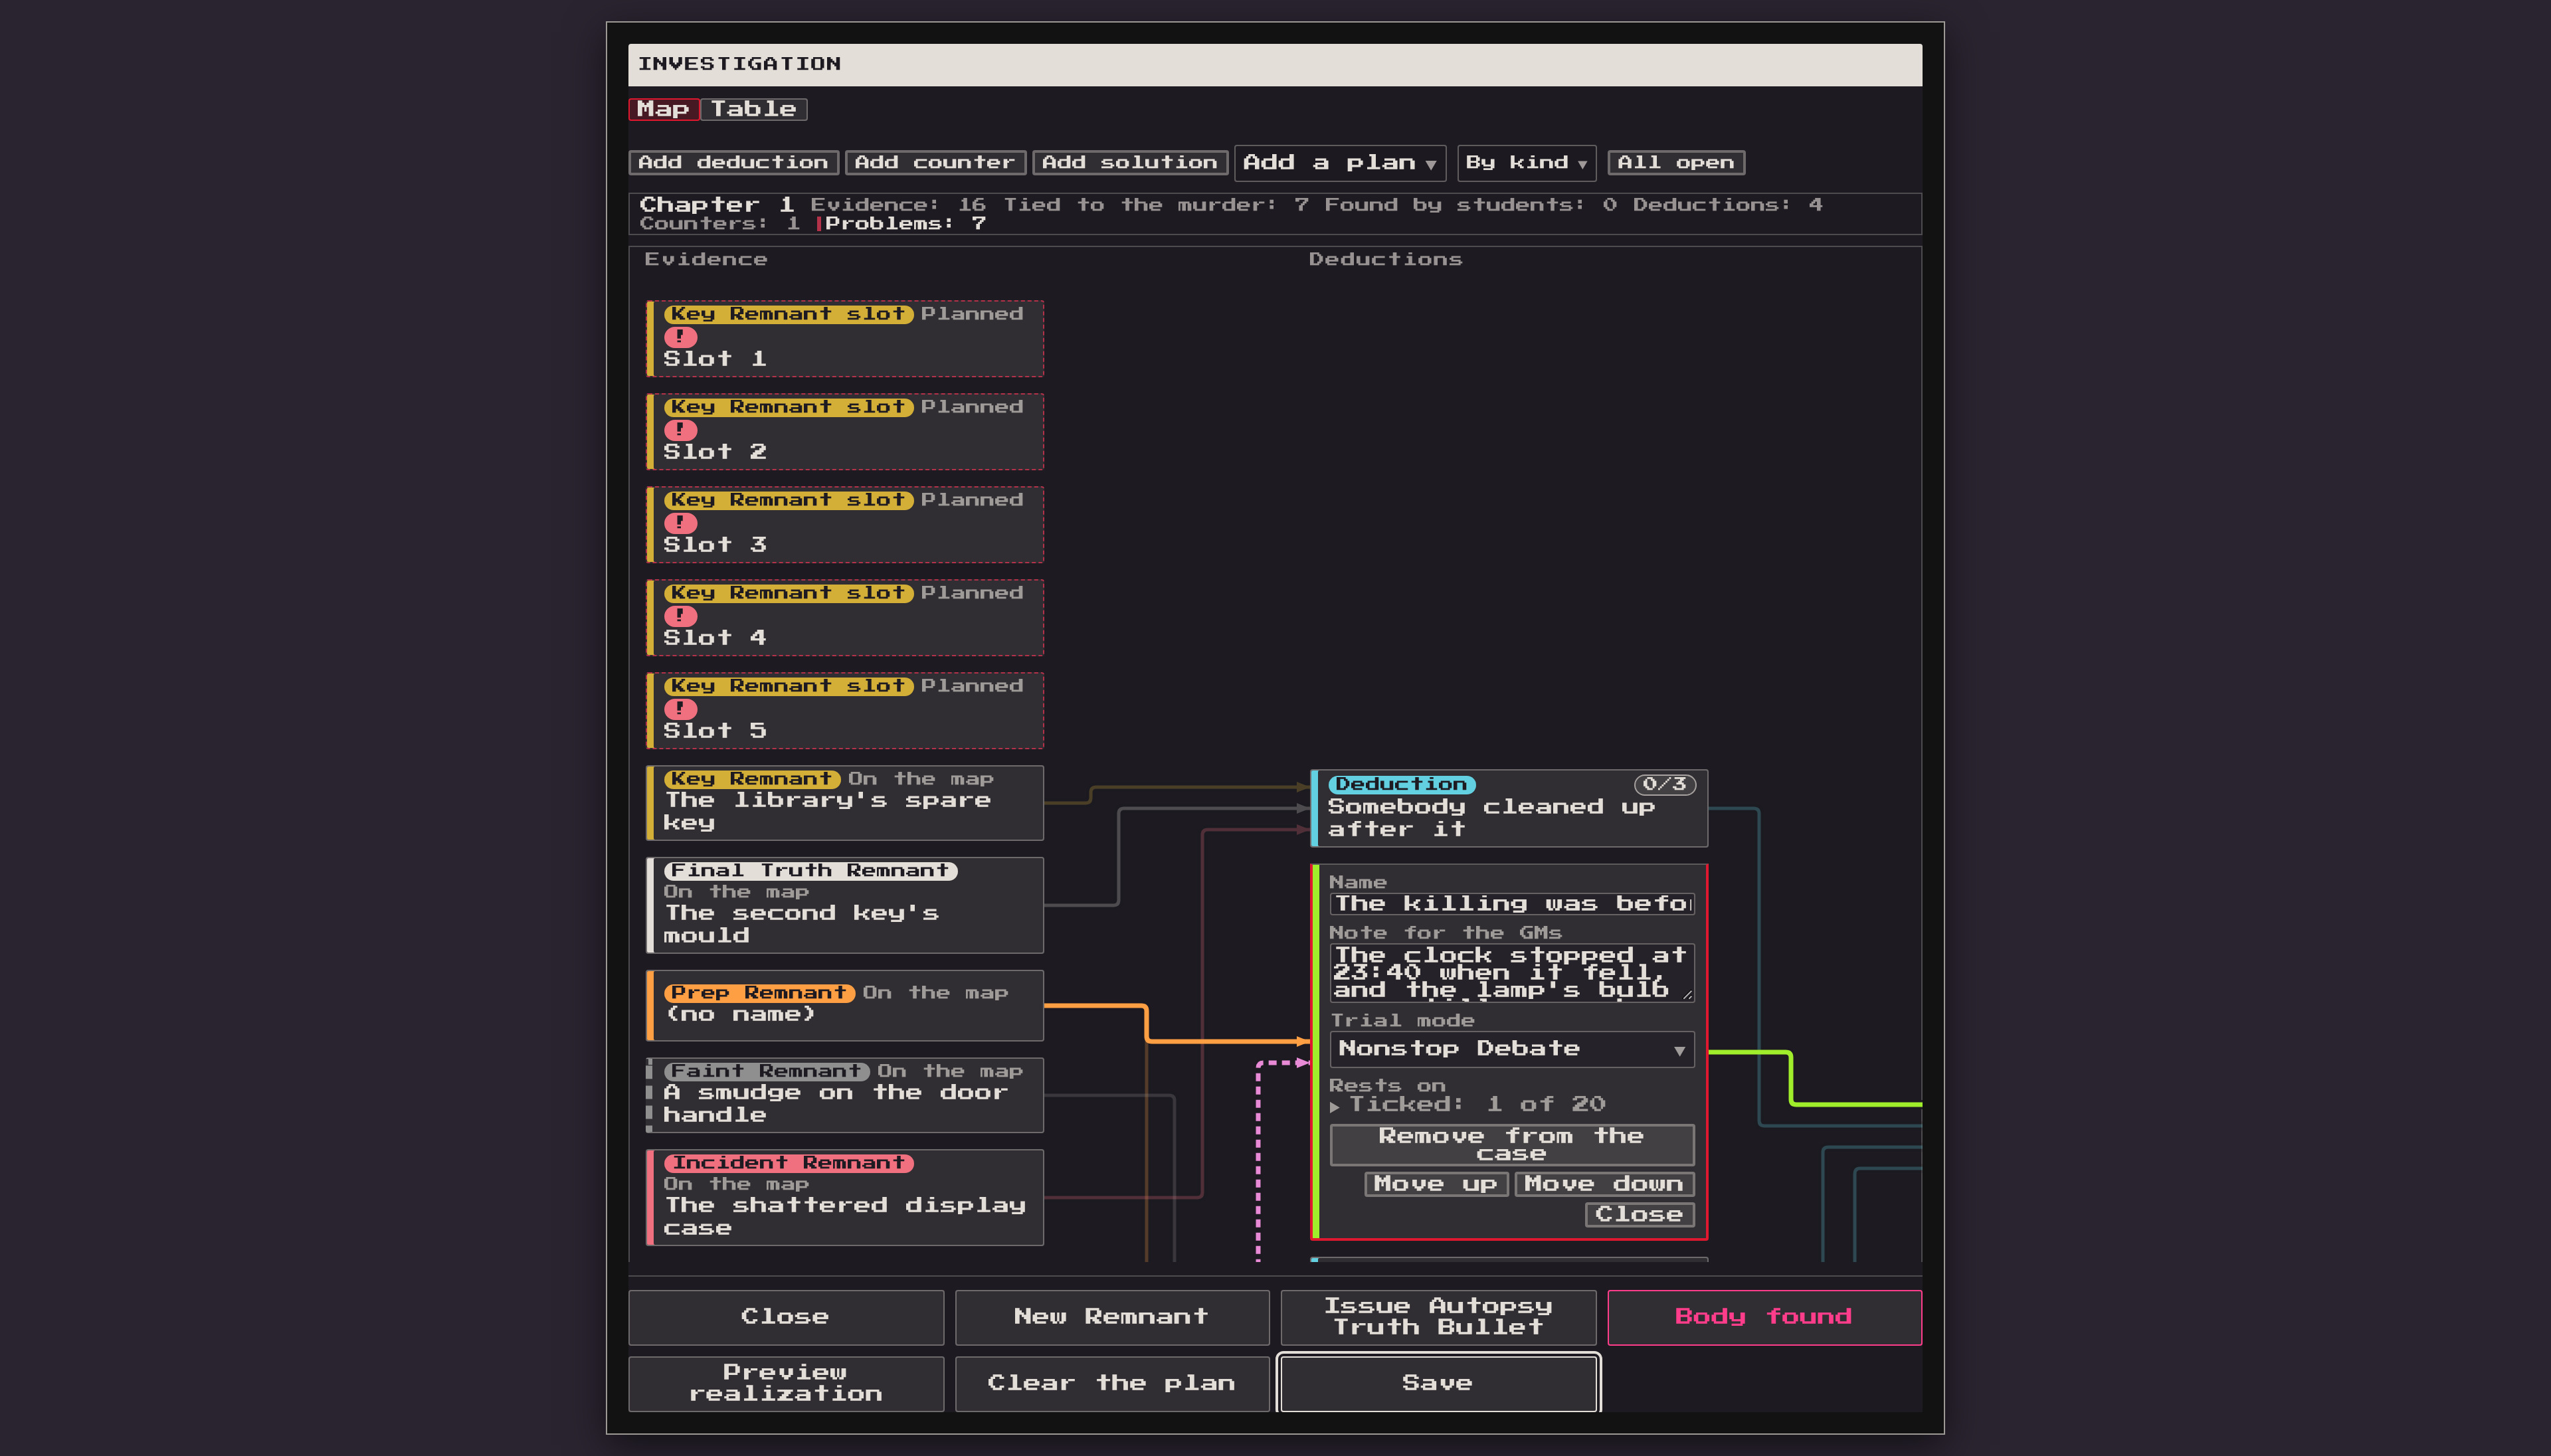 INVESTIGATION
Map Table
Add deduction Add counter Add solution Add a plan By kind All open
Chapter 1 Evidence: 16 Tied to the murder: 7 Found by students: 0 Deductions: 4
Counters: 1 Problems: 7
Evidence Deductions
Key Remnant slot Planned
!
Slot 1
Key Remnant slot Planned
!
Slot 2
Key Remnant slot Planned
!
Slot 3
Key Remnant slot Planned
!
Slot 4
Key Remnant slot Planned
!
Slot 5
Key Remnant On the map
The library's spare
key
Final Truth Remnant
On the map
The second key's
mould
Prep Remnant On the map
(no name)
Faint Remnant On the map
A smudge on the door
handle
Incident Remnant
On the map
The shattered display
case
Deduction 0/3
Somebody cleaned up
after it
Name
The killing was befo
Note for the GMs
The clock stopped at
23:40 when it fell,
and the lamp's bulb
Trial mode
Nonstop Debate
Rests on
Ticked: 1 of 20
Remove from the
case
Move up Move down
Close
Close New Remnant Issue Autopsy
Truth Bullet Body found
Preview
realization Clear the plan Save